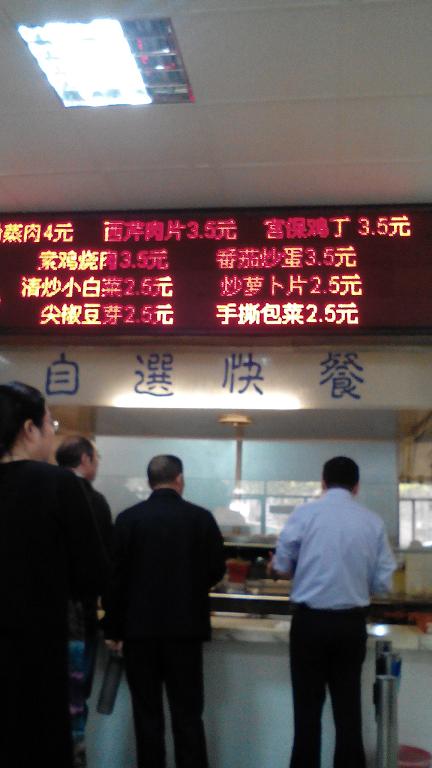 蒸肉4元 西芹肉片3.5元 宫保鸡丁 3.5元
烧肉3.5元 番茄炒蛋3.5元
清炒小白菜2.5元 炒萝卜片2.5元
尖椒豆芽2.5元 手撕包菜2.5元
自選快餐